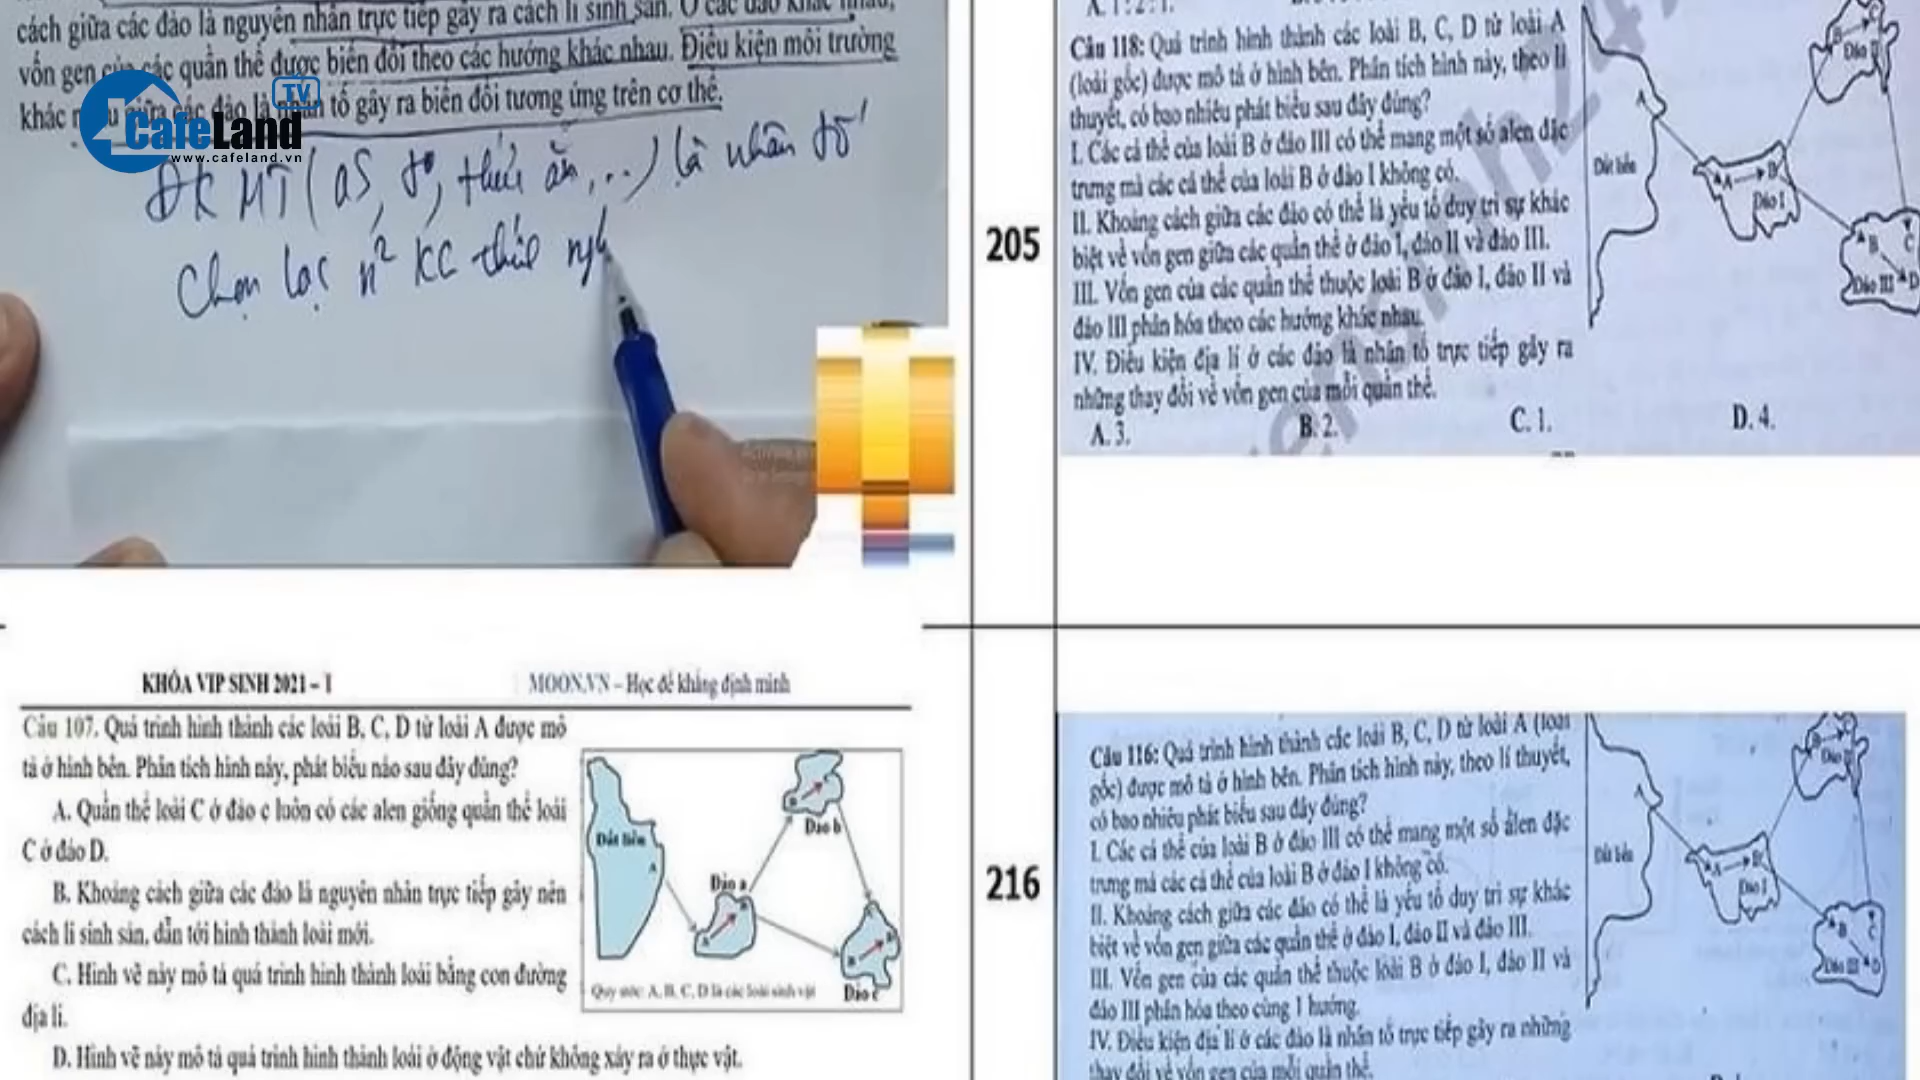 cách giữa các đảo là nguyên nhân trực tiếp gây ra cách li sinh sản. Ở các đảo khác nhau,
vốn gen của các quần thể được biến đổi theo các hướng khác nhau. Điều kiện môi trường
khác nhau giữa các đảo là nhân tố gây ra biến đổi tương ứng trên cơ thể.
TV
CafeLand
www.cafeland.vn
ĐK MT (aS, t°, thức ăn,...) là nhân tố
Chọn lọc n² KG thích ngh
205
A. 1 : 2 : 1.
Câu 118: Quá trình hình thành các loài B, C, D từ loài A
(loài gốc) được mô tả ở hình bên. Phân tích hình này, theo lí
thuyết, có bao nhiêu phát biểu sau đây đúng?
I. Các cá thể của loài B ở đảo III có thể mang một số alen đặc
trưng mà các cá thể của loài B ở đảo I không có.
II. Khoảng cách giữa các đảo có thể là yếu tố duy trì sự khác
biệt về vốn gen giữa các quần thể ở đảo I, đảo II và đảo III.
III. Vốn gen của các quần thể thuộc loài B ở đảo I, đảo II và
đảo III phân hóa theo các hướng khác nhau.
IV. Điều kiện địa lí ở các đảo là nhân tố trực tiếp gây ra
những thay đổi về vốn gen của mỗi quần thể.
A. 3.
B. 2.
C. 1.
D. 4.
Đất liền
A
A
B
Đảo I
B
Đảo II
B
C
Đảo III
D
KHÓA VIP SINH 2021 – 1
MOON.VN – Học để khẳng định mình
Câu 107. Quá trình hình thành các loài B, C, D từ loài A được mô
tả ở hình bên. Phân tích hình này, phát biểu nào sau đây đúng?
A. Quần thể loài C ở đảo c luôn có các alen giống quần thể loài
C ở đảo D.
B. Khoảng cách giữa các đảo là nguyên nhân trực tiếp gây nên
cách li sinh sản, dẫn tới hình thành loài mới.
C. Hình vẽ này mô tả quá trình hình thành loài bằng con đường
địa lí.
D. Hình vẽ này mô tả quá trình hình thành loài ở động vật chứ không xảy ra ở thực vật.
Đất liền
A
Đảo a
Đảo b
Đảo c
Quy ước: A, B, C, D là các loài sinh vật
216
Câu 116: Quá trình hình thành các loài B, C, D từ loài A (loài
gốc) được mô tả ở hình bên. Phân tích hình này, theo lí thuyết,
có bao nhiêu phát biểu sau đây đúng?
I. Các cá thể của loài B ở đảo III có thể mang một số alen đặc
trưng mà các cá thể của loài B ở đảo I không có.
II. Khoảng cách giữa các đảo có thể là yếu tố duy trì sự khác
biệt về vốn gen giữa các quần thể ở đảo I, đảo II và đảo III.
III. Vốn gen của các quần thể thuộc loài B ở đảo I, đảo II và
đảo III phân hóa theo cùng 1 hướng.
IV. Điều kiện địa lí ở các đảo là nhân tố trực tiếp gây ra những
thay đổi về vốn gen của mỗi quần thể.
Đất liền
A
A
B
Đảo I
B
Đảo II
B
C
Đảo III
D